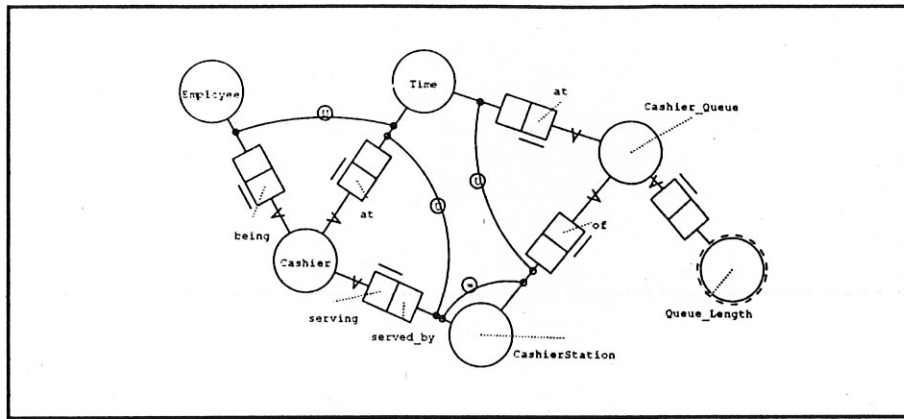 Time
at
Employee
U
Cashier_Queue
U
U
at
of
being
Cashier
=
serving
Queue_Length
served_by
CashierStation